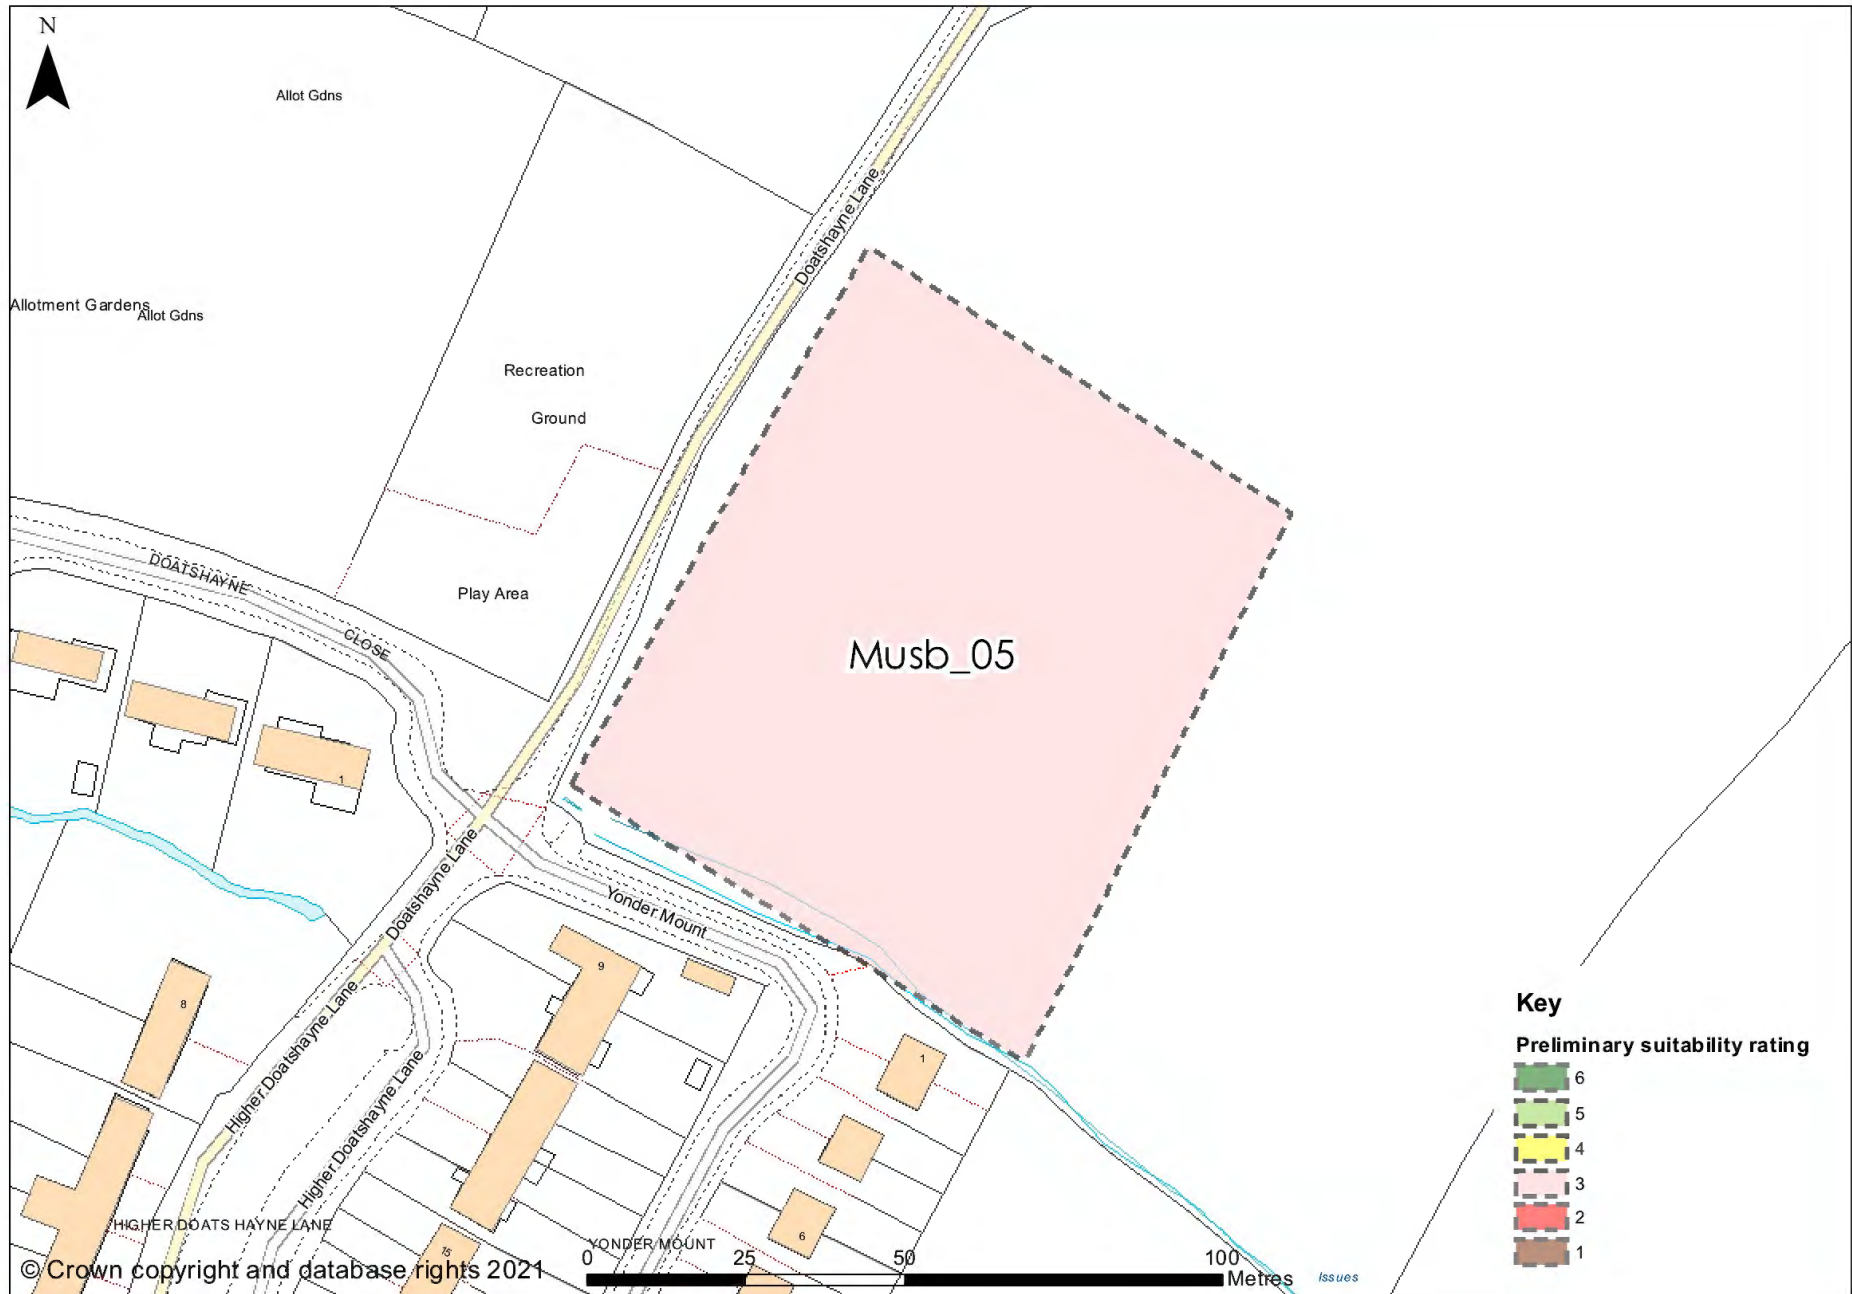 N
Allot Gdns
Doatshayne Lane
Allotment Gardens
Allot Gdns
Recreation
Ground
DOATSHAYNE
CLOSE
Play Area
Musb_05
1
Doatshayne Lane
Yonder Mount
9
8
Higher Doatshayne Lane
Higher Doatshayne Lane
1
Key
Preliminary suitability rating
6
5
4
3
2
1
6
15
HIGHER DOATS HAYNE LANE
YONDER MOUNT
0 25 50 100
Metres
Issues
© Crown copyright and database rights 2021